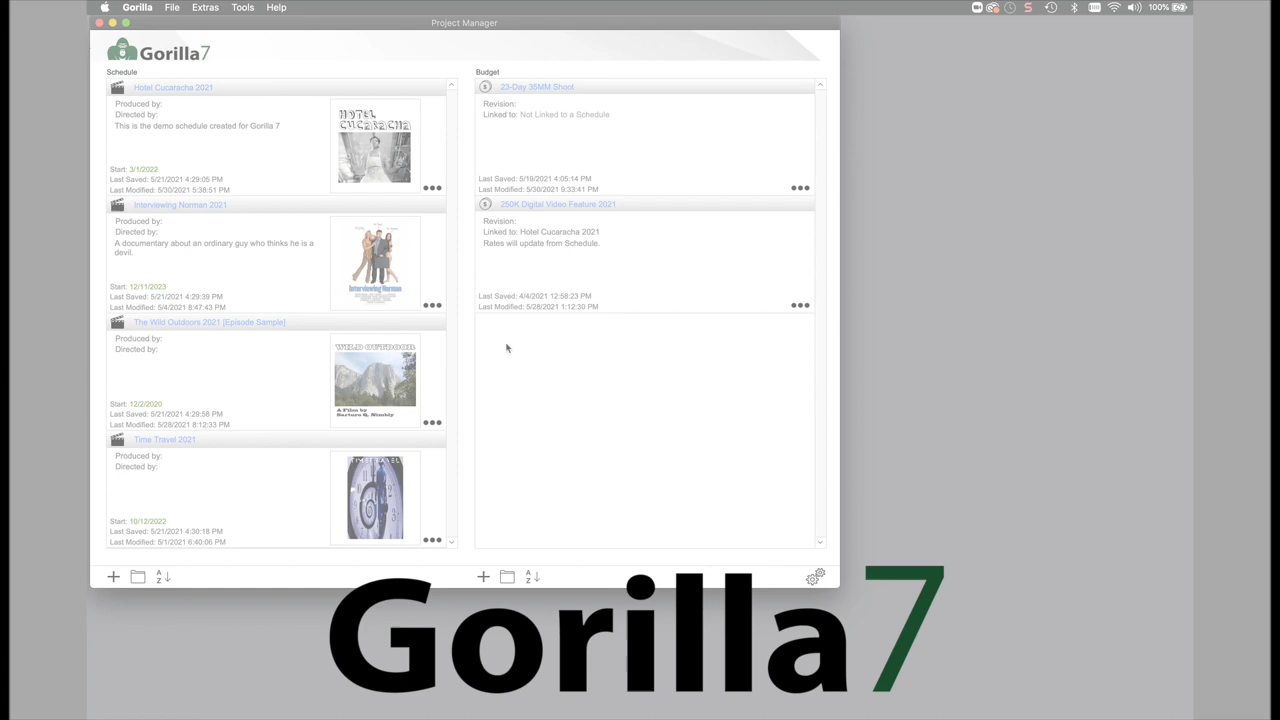 Gorilla File Extras Tools Help
100%
Project Manager
Gorilla7
Schedule
Hotel Cucaracha 2021
Produced by:
Directed by:
This is the demo schedule created for Gorilla 7
HOTEL
CUCARACHA
Start: 3/1/2022
Last Saved: 5/21/2021 4:29:05 PM
Last Modified: 5/30/2021 5:38:51 PM
Interviewing Norman 2021
Produced by:
Directed by:
A documentary about an ordinary guy who thinks he is a
devil.
Interviewing Norman
Start: 12/11/2023
Last Saved: 5/21/2021 4:29:39 PM
Last Modified: 5/4/2021 8:47:43 PM
The Wild Outdoors 2021 [Episode Sample]
Produced by:
Directed by:
WILD OUTDOOR
A Film by
Barturo Q. Nimbly
Start: 12/2/2020
Last Saved: 5/21/2021 4:29:58 PM
Last Modified: 5/28/2021 8:12:33 PM
Time Travel 2021
Produced by:
Directed by:
Start: 10/12/2022
Last Saved: 5/21/2021 4:30:18 PM
Last Modified: 5/1/2021 6:40:06 PM
A
Z
Budget
23-Day 35MM Shoot
Revision:
Linked to: Not Linked to a Schedule
Last Saved: 5/19/2021 4:05:14 PM
Last Modified: 5/30/2021 9:33:41 PM
250K Digital Video Feature 2021
Revision:
Linked to: Hotel Cucaracha 2021
Rates will update from Schedule.
Last Saved: 4/4/2021 12:58:23 PM
Last Modified: 5/28/2021 1:12:30 PM
A
Z
Gorilla7